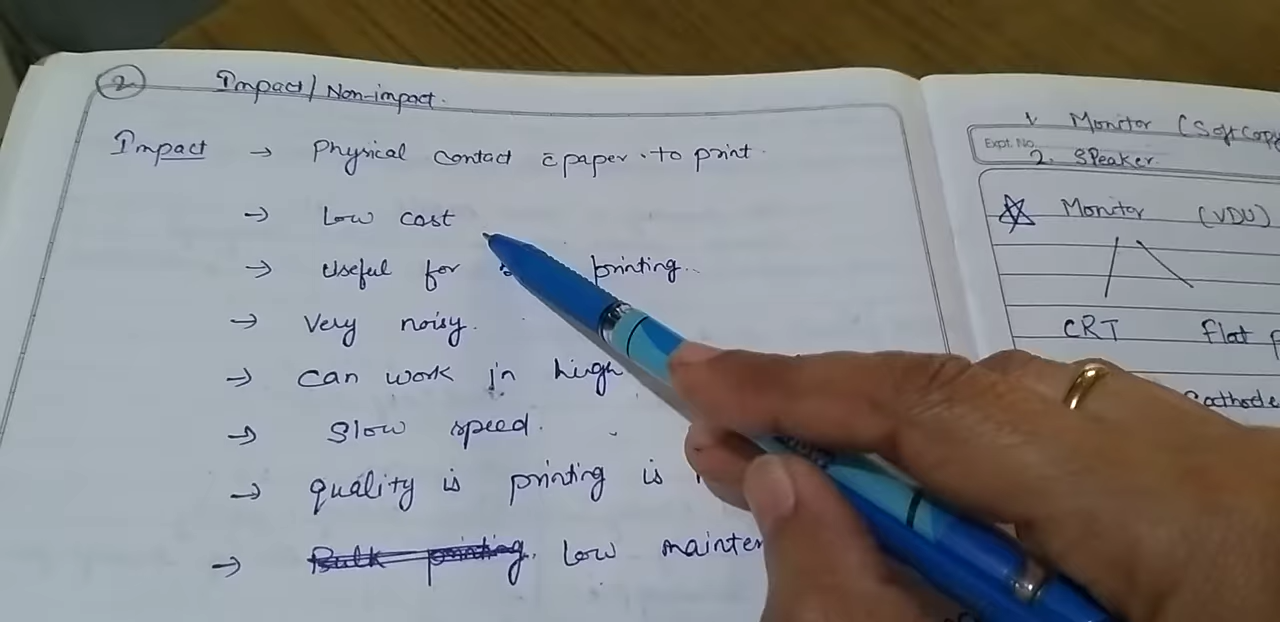 2 Impact/Non-impact.
Impact → Physical contact c̄ paper. to print.
→ Low cost
→ Useful for printing..
→ Very noisy.
→ Can work in high
→ Slow speed.
→ quality is printing is
→ Bulk printing. Low mainten
1. Monitor (Soft Copy
Expt. No.
2. Speaker.
Monitor (VDU)
CRT Flat p
Cathode